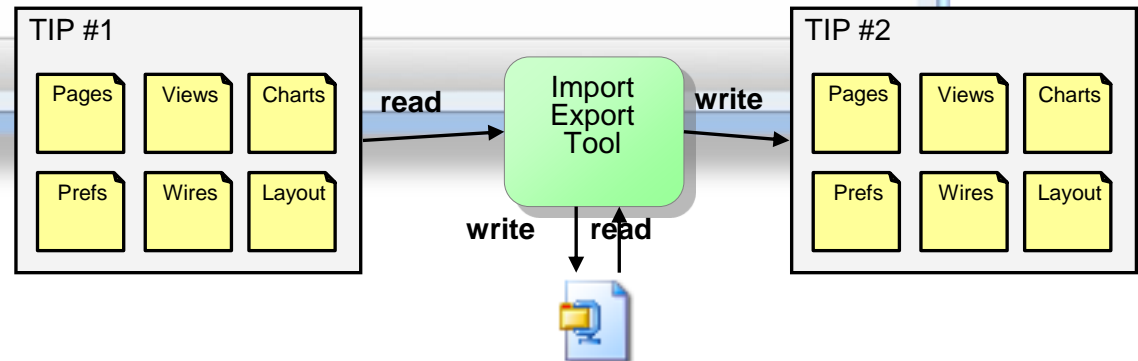 TIP #1
Pages
Views
Charts
Prefs
Wires
Layout
read
Import
Export
Tool
write
write
read
TIP #2
Pages
Views
Charts
Prefs
Wires
Layout